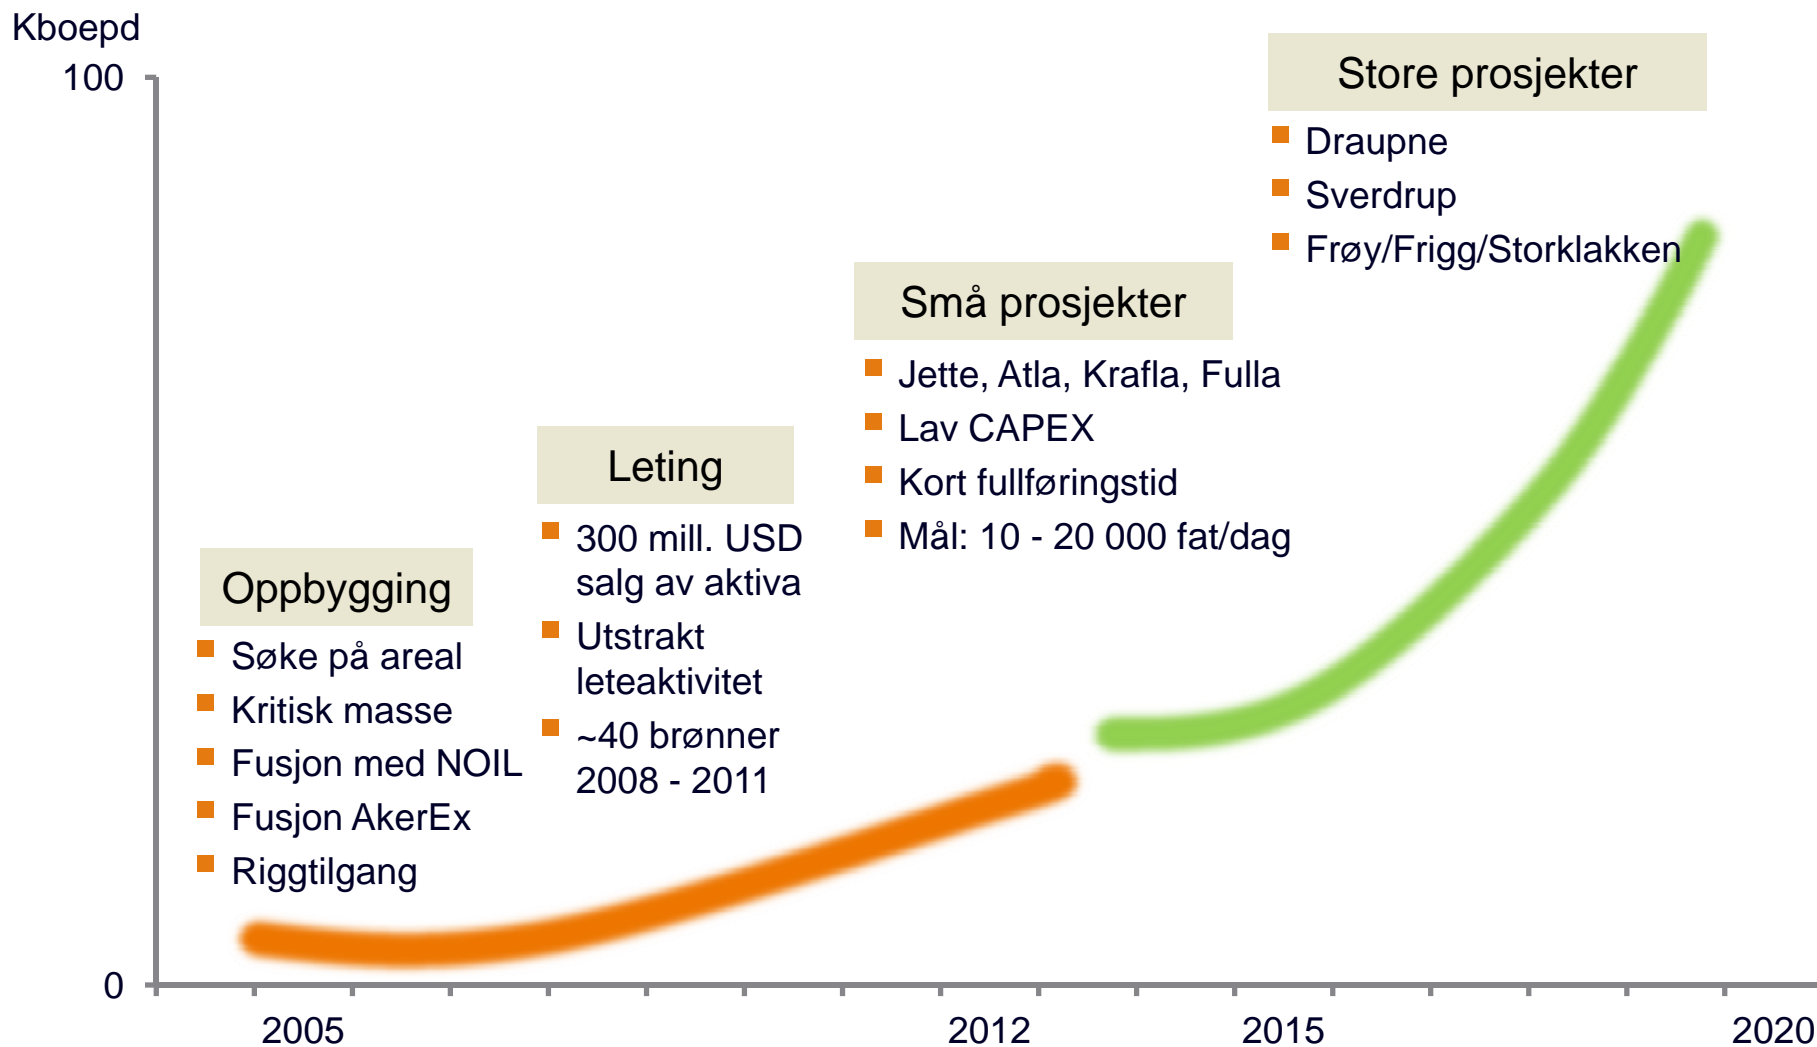 Kboepd
100
Store prosjekter
Draupne
Sverdrup
Frøy/Frigg/Storklakken
Små prosjekter
Jette, Atla, Krafla, Fulla
Lav CAPEX
Kort fullføringstid
Mål: 10 - 20 000 fat/dag
Leting
300 mill. USD
salg av aktiva
Utstrakt
leteaktivitet
~40 brønner
2008 - 2011
Oppbygging
Søke på areal
Kritisk masse
Fusjon med NOIL
Fusjon AkerEx
Riggtilgang
0
2005
2012
2015
2020